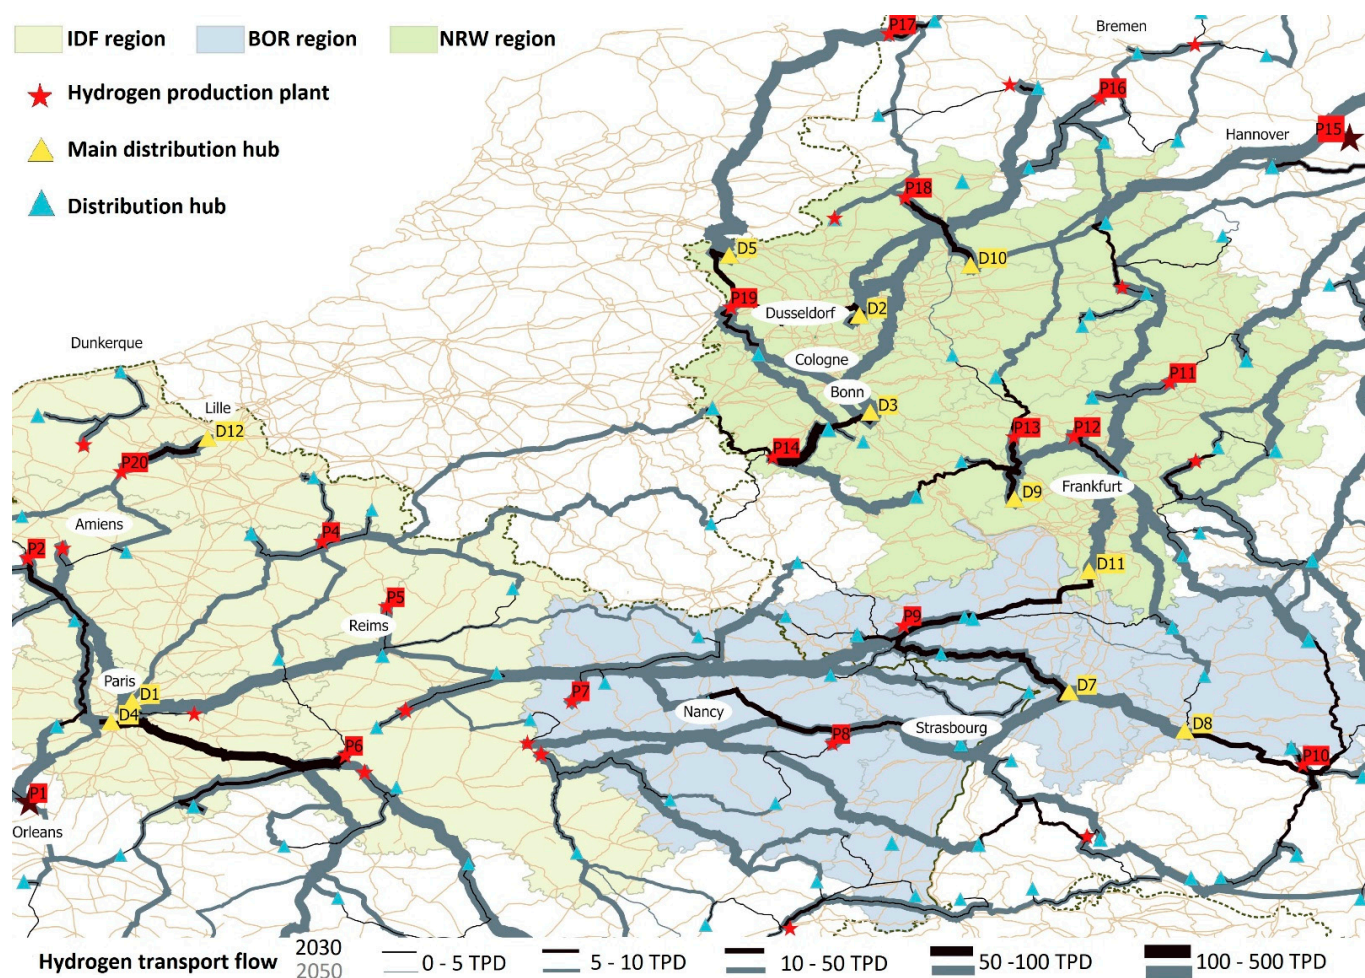 IDF region BOR region NRW region
Hydrogen production plant
Main distribution hub
Distribution hub
P17
Bremen
P16
Hannover
P15
P18
D5
D10
P19
Dusseldorf
D2
Dunkerque
Cologne
P11
Bonn
Lille
D3
D12
P13
P12
P14
P20
Frankfurt
D9
Amiens
P4
P2
D11
P5
Reims
P9
Paris
D1
D7
P7
D4
Nancy
Strasbourg
D8
P8
P6
P10
P1
Orleans
Hydrogen transport flow
2030
2050
0 - 5 TPD
5 - 10 TPD
10 - 50 TPD
50 -100 TPD
100 - 500 TPD